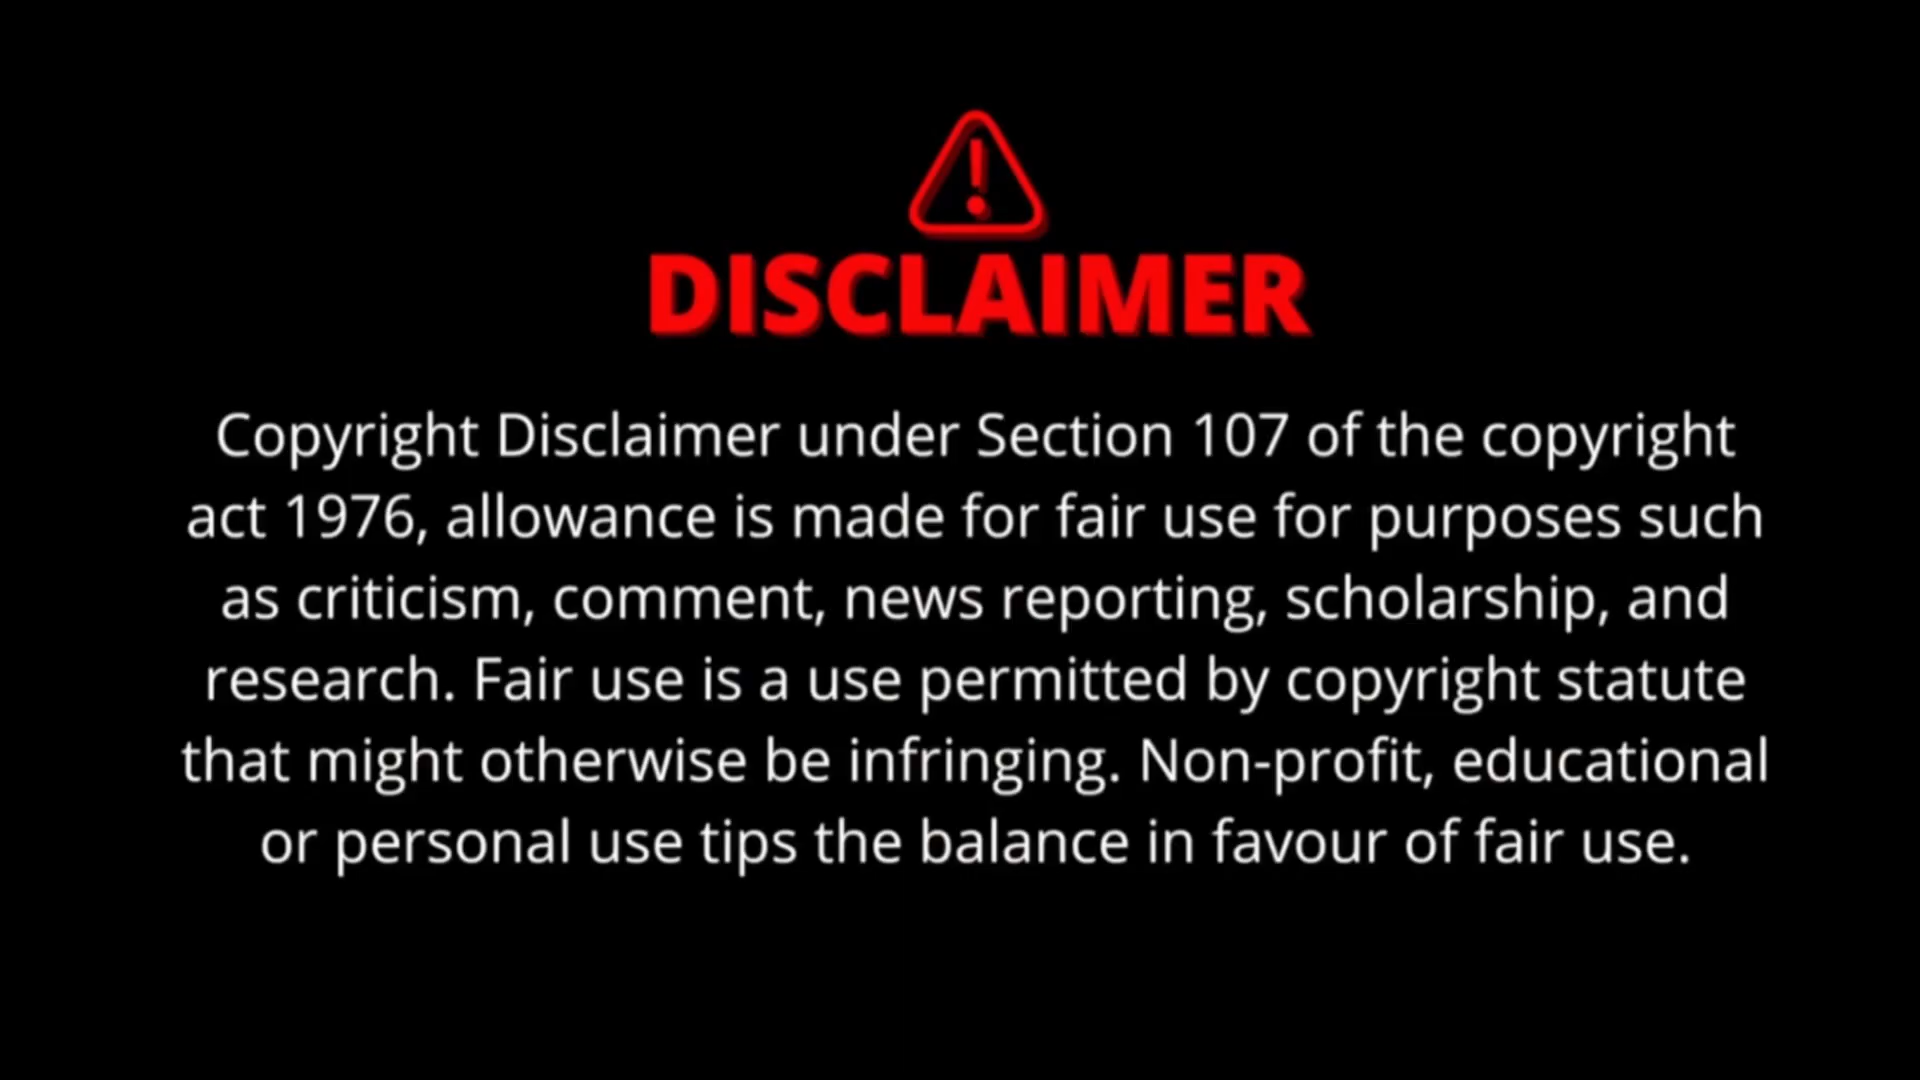 DISCLAIMER
Copyright Disclaimer under Section 107 of the copyright
act 1976, allowance is made for fair use for purposes such
as criticism, comment, news reporting, scholarship, and
research. Fair use is a use permitted by copyright statute
that might otherwise be infringing. Non-profit, educational
or personal use tips the balance in favour of fair use.